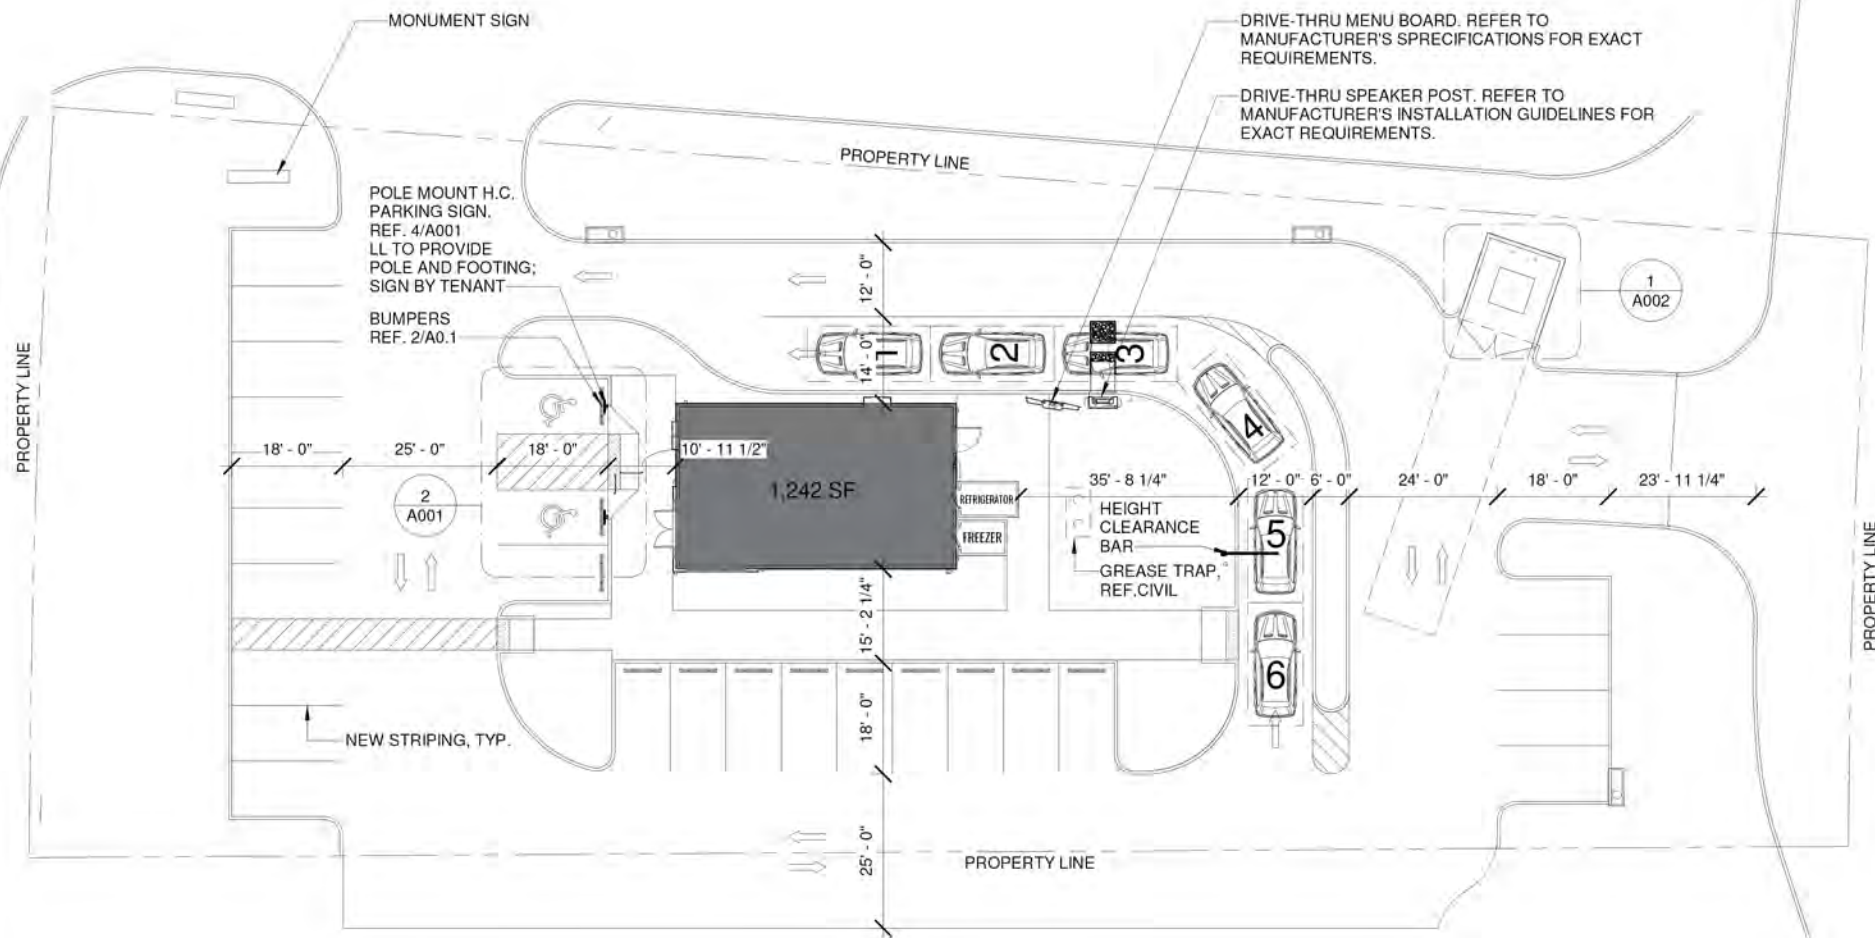 MONUMENT SIGN
DRIVE-THRU MENU BOARD. REFER TO
MANUFACTURER'S SPRECIFICATIONS FOR EXACT
REQUIREMENTS.
DRIVE-THRU SPEAKER POST. REFER TO
MANUFACTURER'S INSTALLATION GUIDELINES FOR
EXACT REQUIREMENTS.
PROPERTY LINE
POLE MOUNT H.C.
PARKING SIGN.
REF. 4/A001
LL TO PROVIDE
POLE AND FOOTING;
SIGN BY TENANT
BUMPERS
REF. 2/A0.1
12' - 0"
14' - 0"
1
2
3
4
5
6
1
A002
PROPERTY LINE
18' - 0"
25' - 0"
18' - 0"
10' - 11 1/2"
2
A001
1,242 SF
REFRIGERATOR
FREEZER
35' - 8 1/4"
12' - 0"
6' - 0"
24' - 0"
18' - 0"
23' - 11 1/4"
HEIGHT
CLEARANCE
BAR
GREASE TRAP,
REF.CIVIL
PROPERTY LINE
15' - 2 1/4"
18' - 0"
NEW STRIPING, TYP.
25' - 0"
PROPERTY LINE